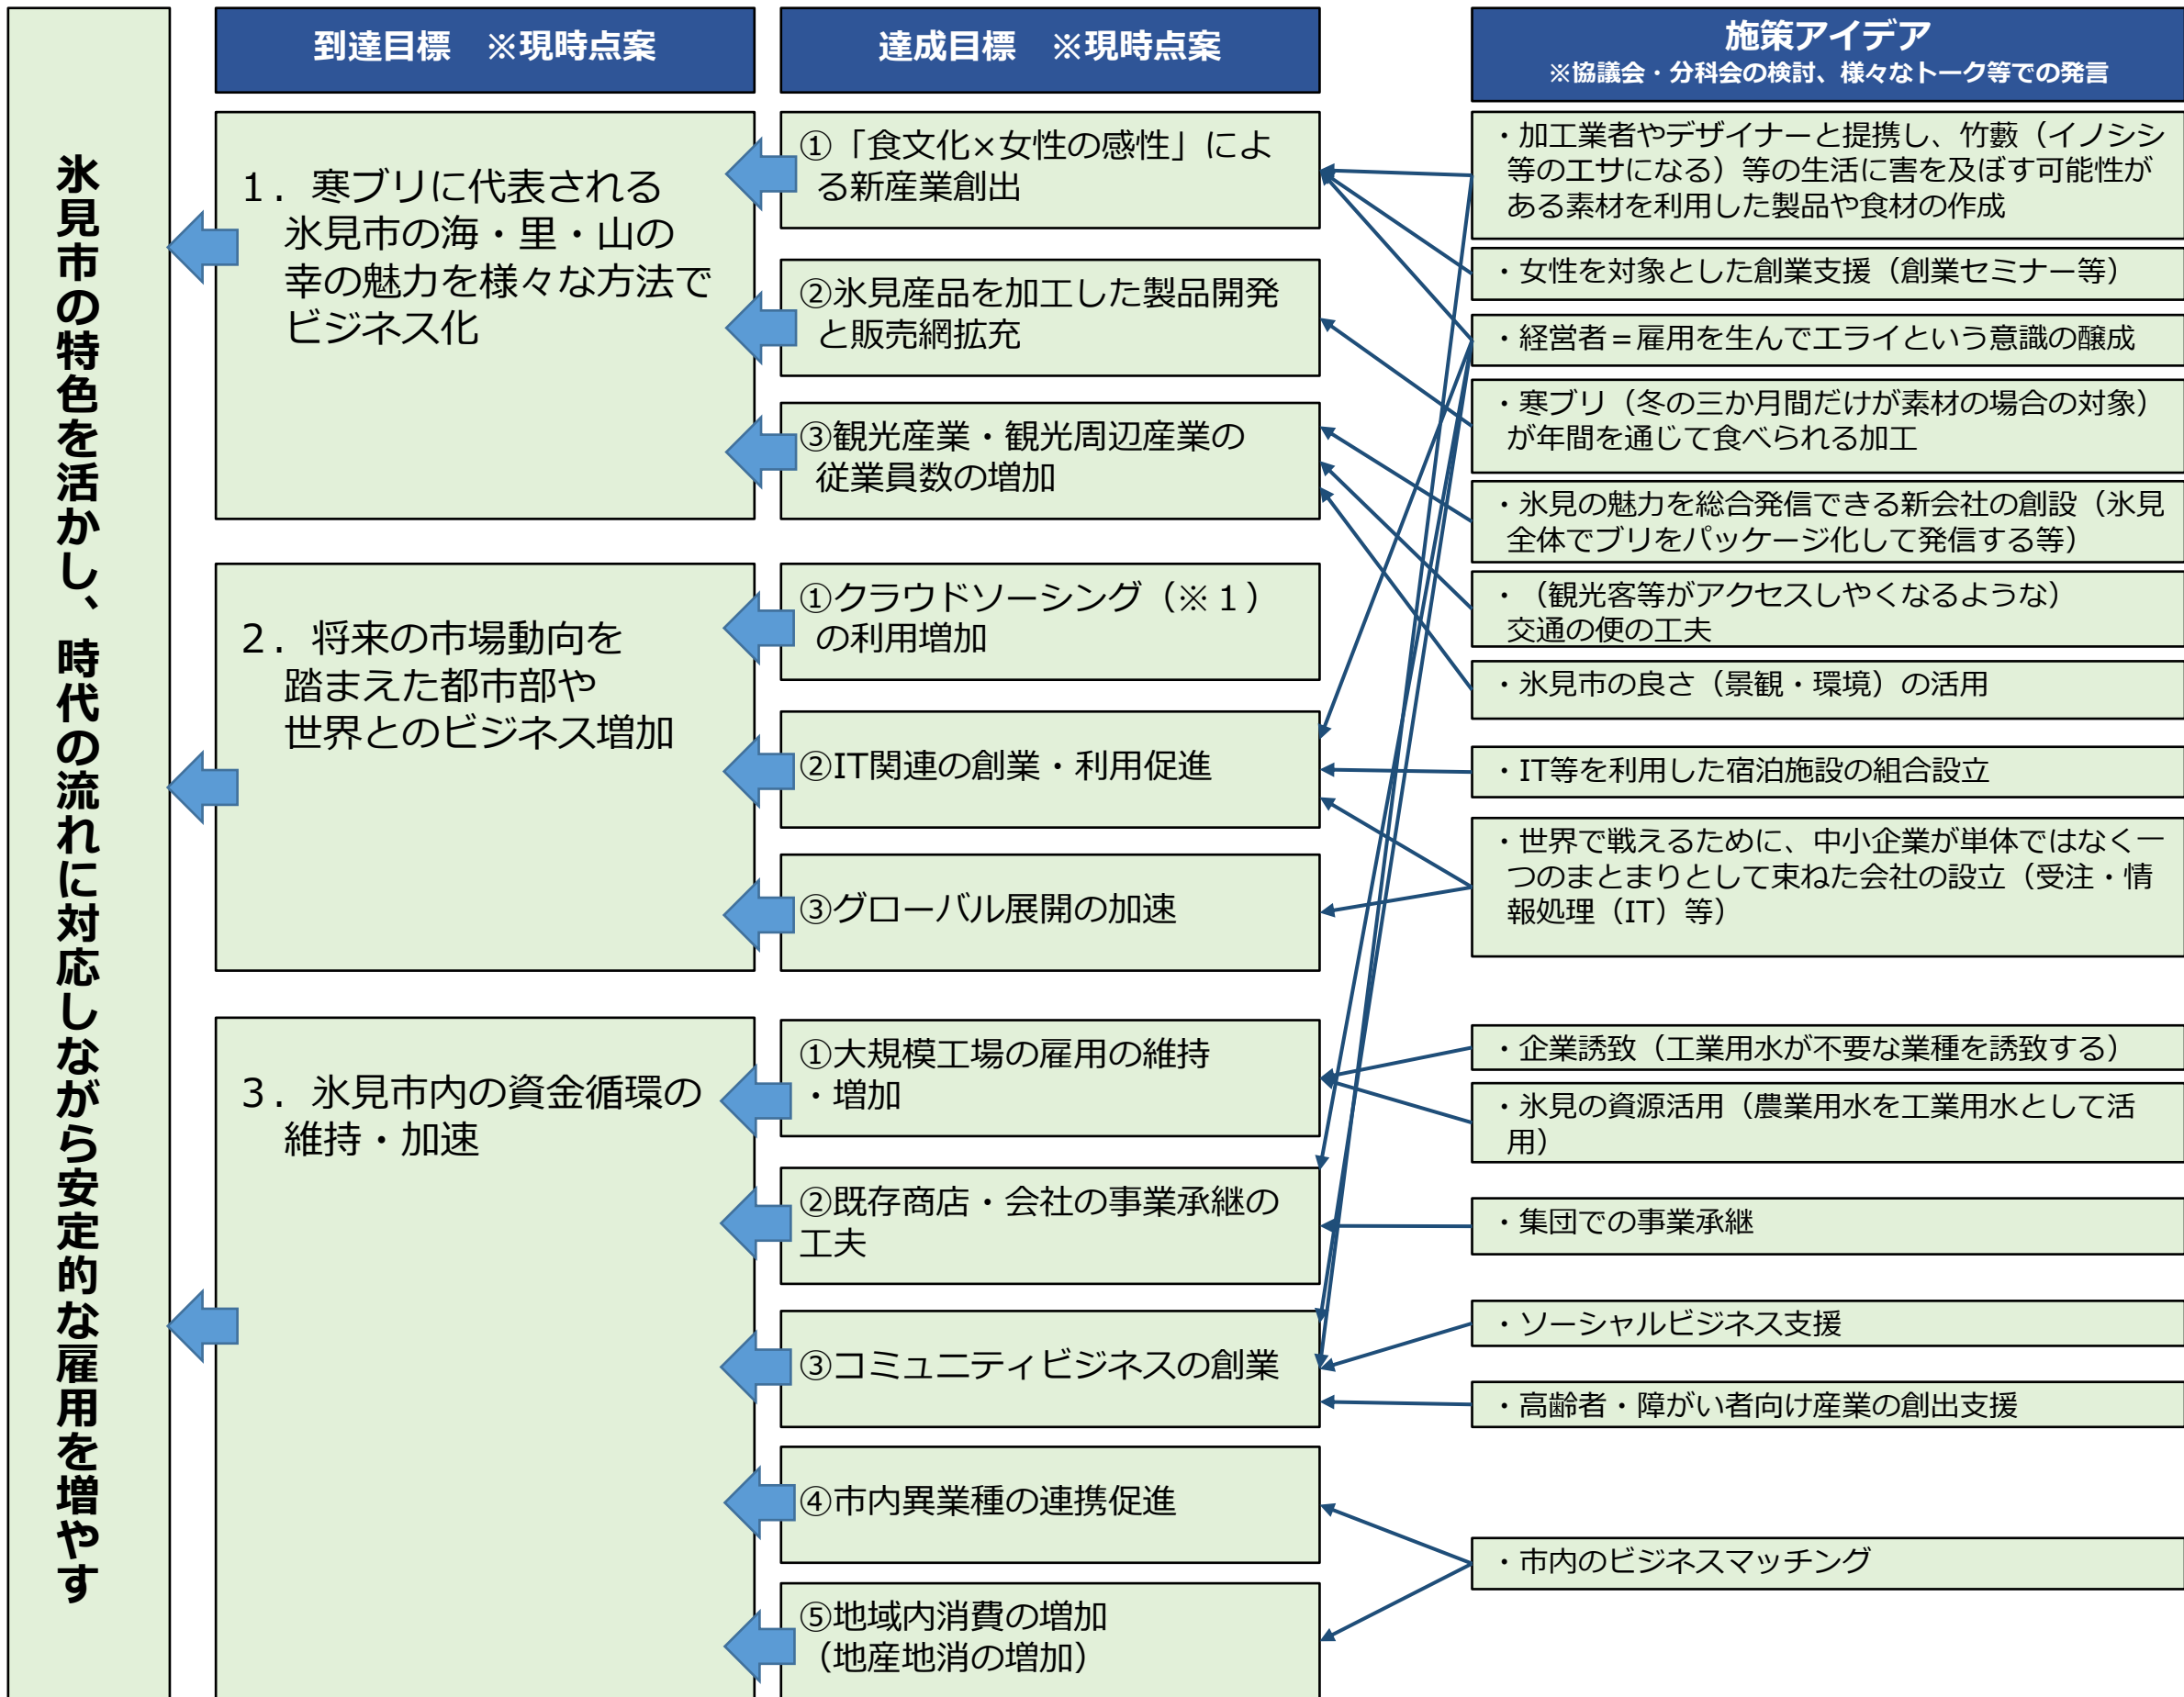 氷見市の特色を活かし、時代の流れに対応しながら安定的な雇用を増やす
到達目標　※現時点案
1．寒ブリに代表される
氷見市の海・里・山の
幸の魅力を様々な方法で
ビジネス化
2．将来の市場動向を
踏まえた都市部や
世界とのビジネス増加
3．氷見市内の資金循環の
維持・加速
達成目標　※現時点案
①「食文化×女性の感性」によ
る新産業創出
②氷見産品を加工した製品開発
と販売網拡充
③観光産業・観光周辺産業の
従業員数の増加
①クラウドソーシング（※１）
の利用増加
②IT関連の創業・利用促進
③グローバル展開の加速
①大規模工場の雇用の維持
・増加
②既存商店・会社の事業承継の
工夫
③コミュニティビジネスの創業
④市内異業種の連携促進
⑤地域内消費の増加
（地産地消の増加）
施策アイデア
※協議会・分科会の検討、様々なトーク等での発言
・加工業者やデザイナーと提携し、竹藪（イノシシ
等のエサになる）等の生活に害を及ぼす可能性が
ある素材を利用した製品や食材の作成
・女性を対象とした創業支援（創業セミナー等）
・経営者＝雇用を生んでエライという意識の醸成
・寒ブリ（冬の三か月間だけが素材の場合の対象）
が年間を通じて食べられる加工
・氷見の魅力を総合発信できる新会社の創設（氷見
全体でブリをパッケージ化して発信する等）
・（観光客等がアクセスしやくなるような）
交通の便の工夫
・氷見市の良さ（景観・環境）の活用
・IT等を利用した宿泊施設の組合設立
・世界で戦えるために、中小企業が単体ではなく一
つのまとまりとして束ねた会社の設立（受注・情
報処理（IT）等）
・企業誘致（工業用水が不要な業種を誘致する）
・氷見の資源活用（農業用水を工業用水として活
用）
・集団での事業承継
・ソーシャルビジネス支援
・高齢者・障がい者向け産業の創出支援
・市内のビジネスマッチング